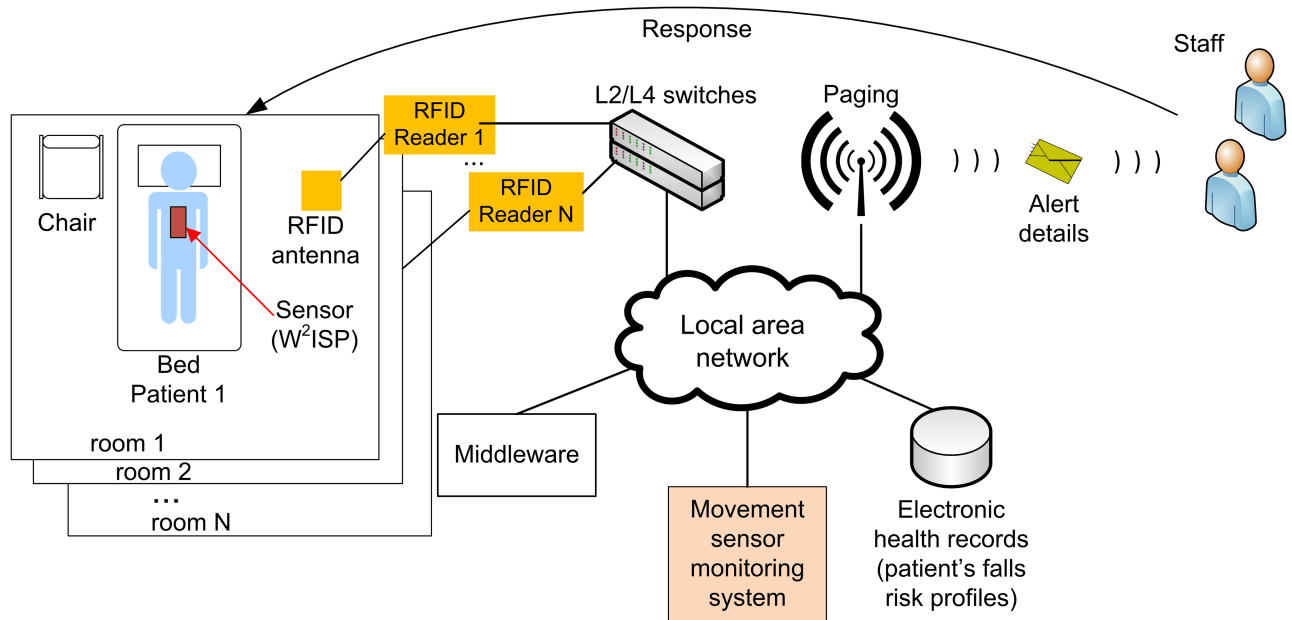 Response
Staff
L2/L4 switches
Paging
RFID
Reader 1
...
RFID
Reader N
Chair
RFID
antenna
Alert
details
Sensor
(W²ISP)
Bed
Patient 1
Local area
network
room 1
room 2
...
room N
Middleware
Movement
sensor
monitoring
system
Electronic
health records
(patient's falls
risk profiles)